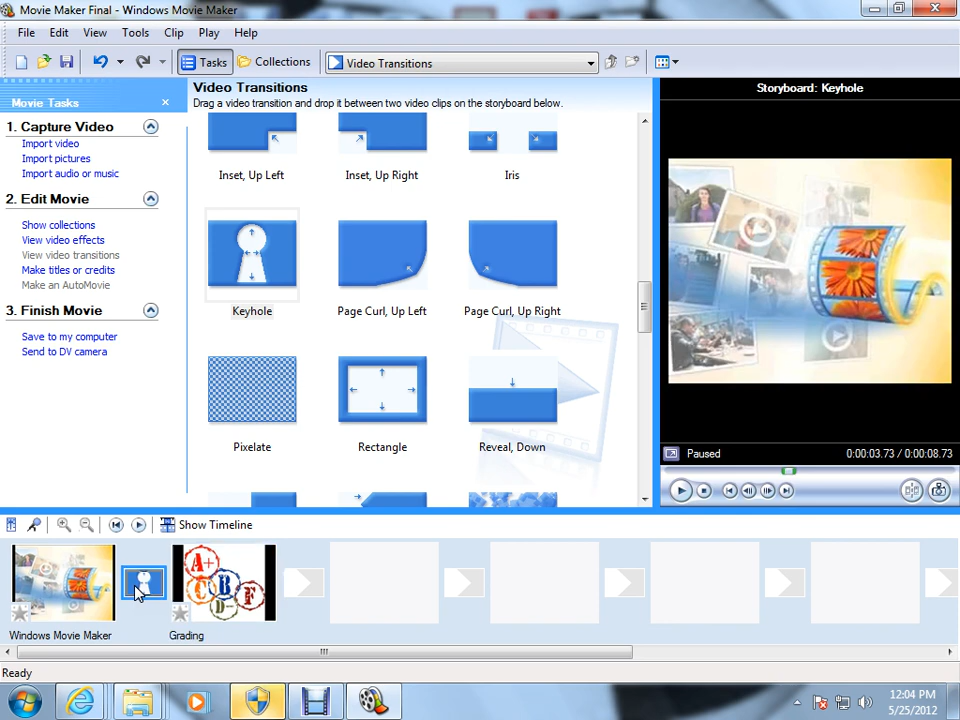 Movie Maker Final - Windows Movie Maker
File Edit View Tools Clip Play Help
Tasks Collections Video Transitions
Movie Tasks
1. Capture Video
Import video
Import pictures
Import audio or music
2. Edit Movie
Show collections
View video effects
View video transitions
Make titles or credits
Make an AutoMovie
3. Finish Movie
Save to my computer
Send to DV camera
Video Transitions
Drag a video transition and drop it between two video clips on the storyboard below.
Inset, Up Left Inset, Up Right Iris
Keyhole Page Curl, Up Left Page Curl, Up Right
Pixelate Rectangle Reveal, Down
Storyboard: Keyhole
Paused 0:00:03.73 / 0:00:08.73
Show Timeline
A+
C B F
D-
Windows Movie Maker Grading
Ready
12:04 PM
5/25/2012